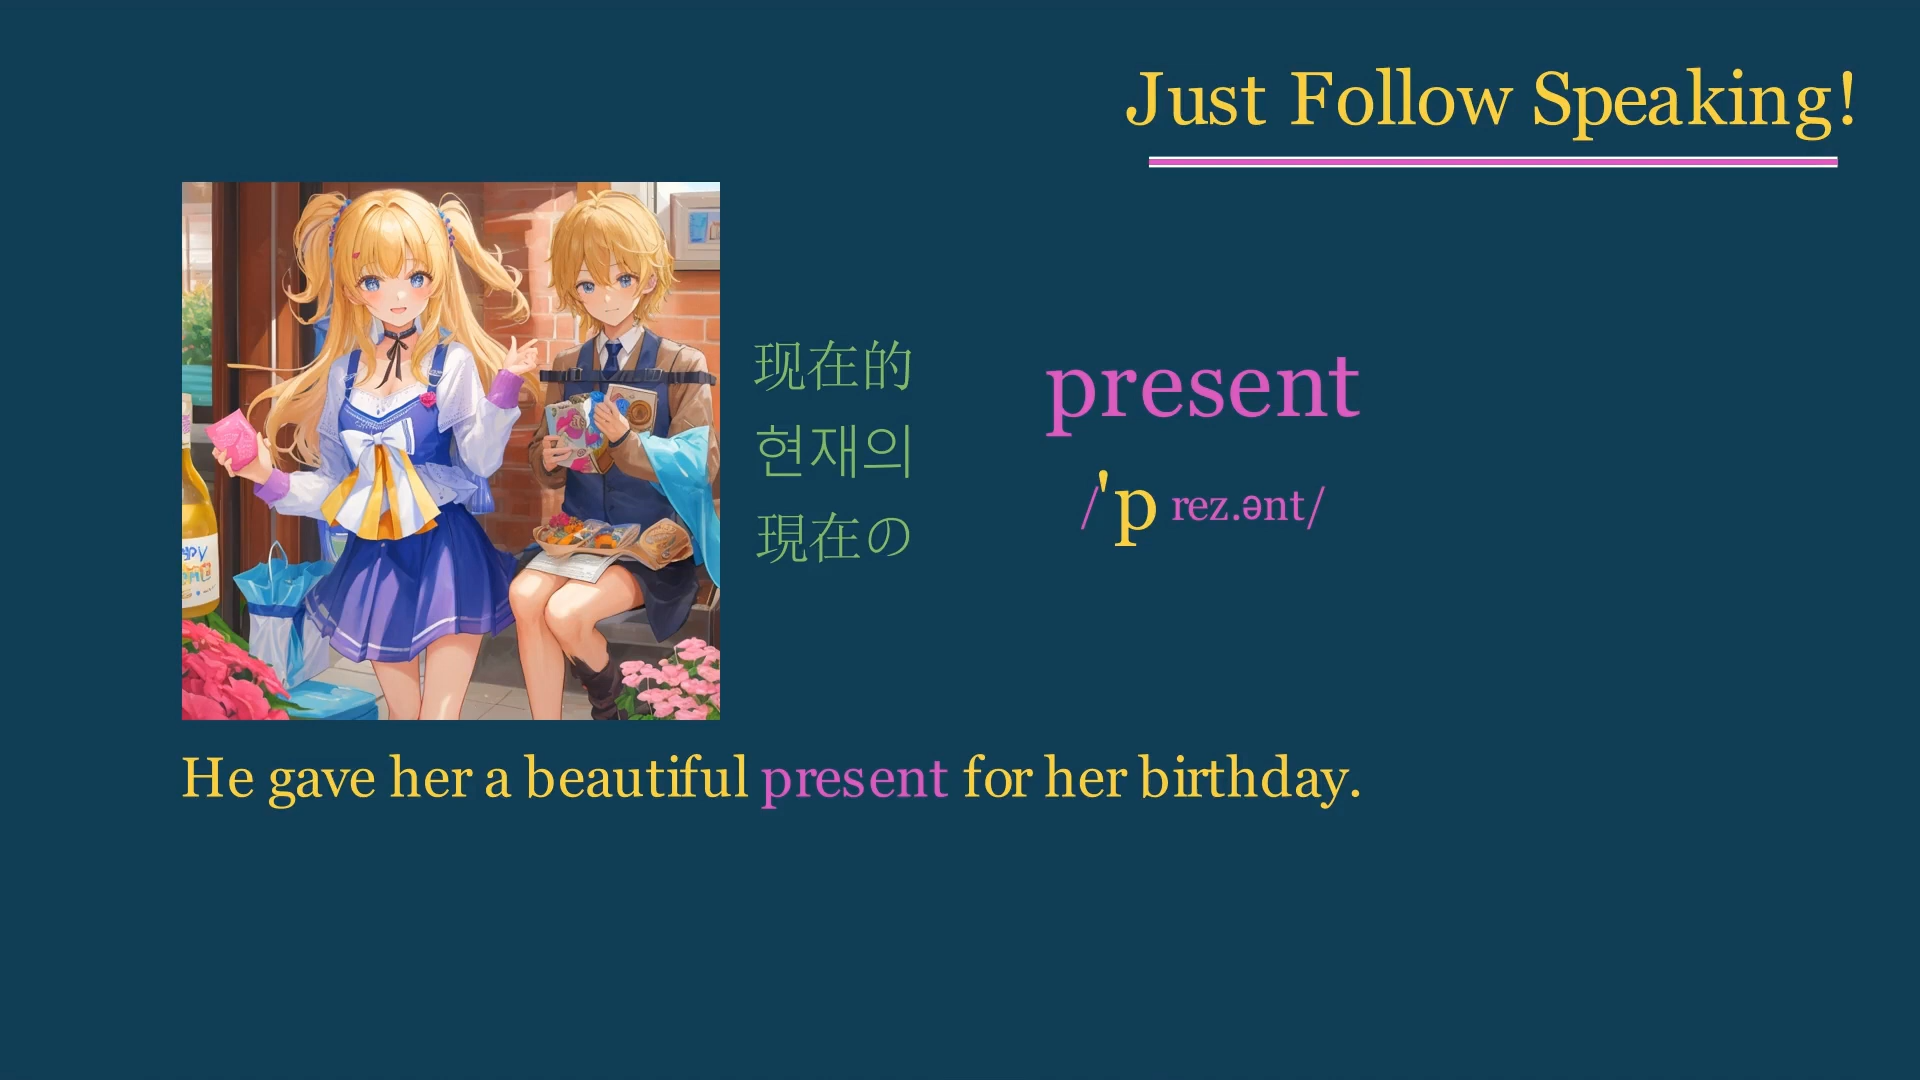 Just Follow Speaking!
现在的
현재의
現在の
present
/ˈprez.ənt/
He gave her a beautiful present for her birthday.